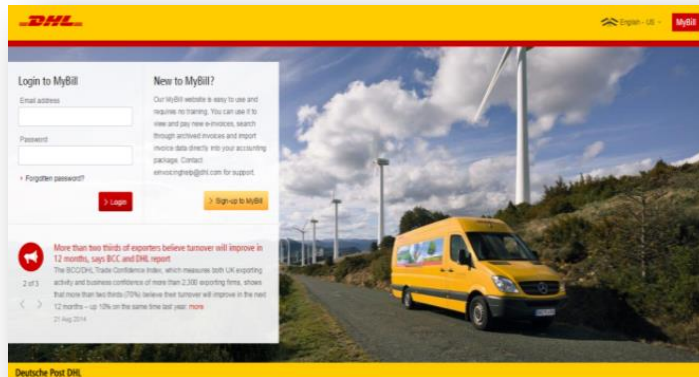 DHL
English - US
MyBill
Login to MyBill
Email address
Password
Forgotten password?
> Login
New to MyBill?
Our MyBill website is easy to use and
requires no training. You can use it to
view and pay new e-invoices, search
through archived invoices and import
invoice data directly into your accounting
package. Contact
einvoicinghelp@dhl.com for support.
> Sign-up to MyBill
More than two thirds of exporters believe turnover will improve in
12 months, says BCC and DHL report
The BCC/DHL Trade Confidence Index, which measures both UK exporting
activity and business confidence of more than 2,300 exporting firms, shows
that more than two thirds (70%) believe their turnover will improve in the next
12 months – up 10% on the same time last year. more
21 Aug 2014
2 of 3
Deutsche Post DHL